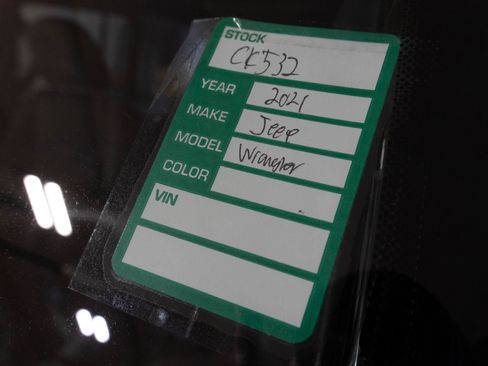 STOCK CK532
YEAR 2021
MAKE Jeep
MODEL Wrangler
COLOR
VIN